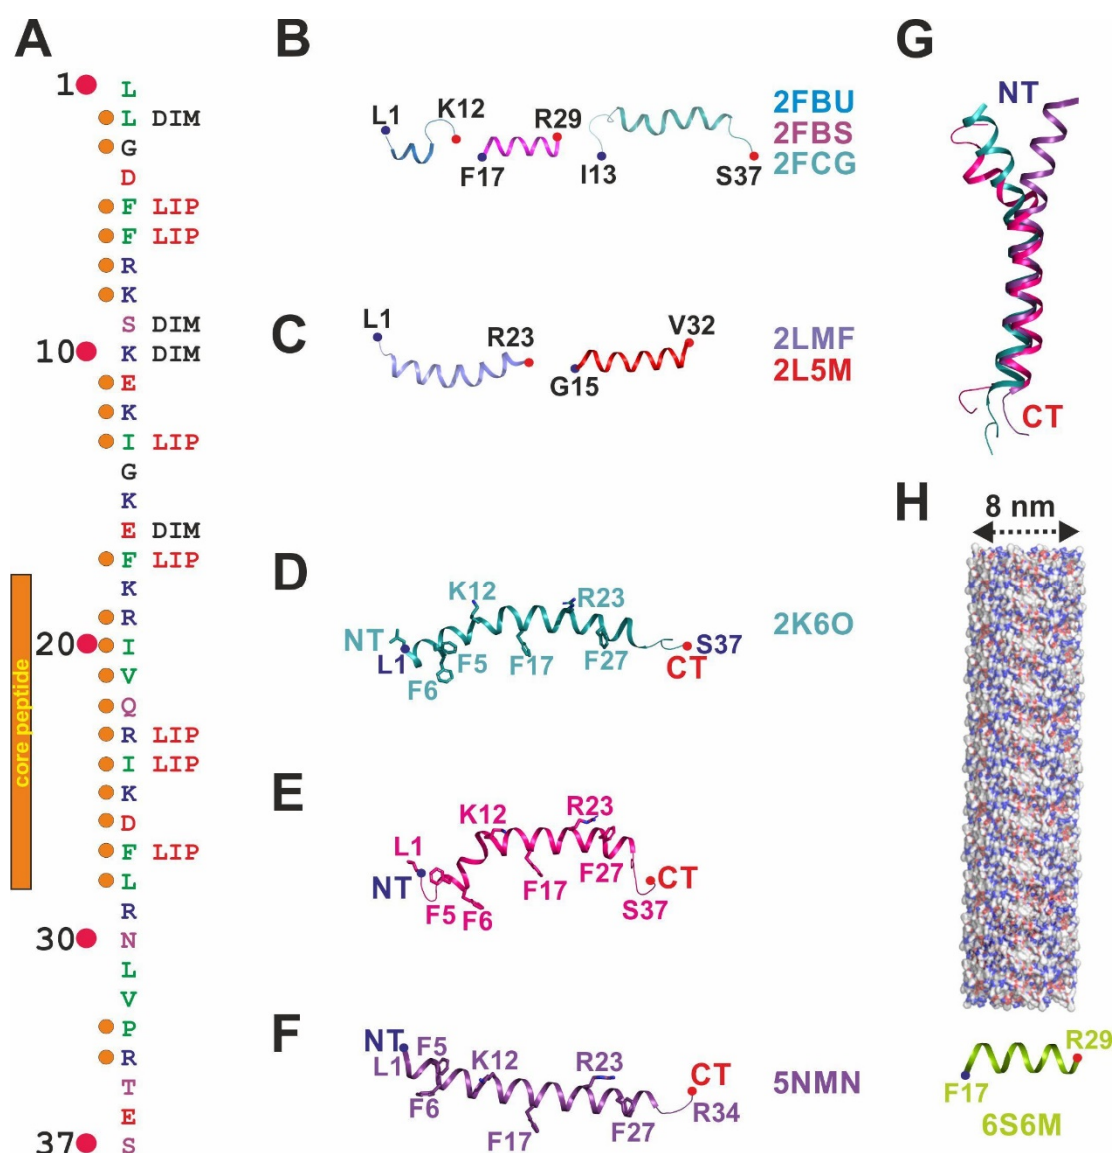 A
1 L
L DIM
G
D
F LIP
F LIP
R
K
S DIM
10 K DIM
E
K
I LIP
G
K
E DIM
F LIP
K
R
20 I
V
Q
R LIP
I LIP
K
D
F LIP
L
R
30 N
L
V
P
R
T
E
37 S
core peptide
B
L1 K12 F17 R29 I13 S37
2FBU
2FBS
2FCG
C
L1 R23 G15 V32
2LMF
2L5M
D
K12 R23 2K6O
NT L1 F5 F17 F27 S37
F6 CT
E
K12 R23
L1
NT F17 F27 CT
F5 F6 S37
F
NT F5
L1 K12 R23 CT 5NMN
F6 F17 F27 R34
G
NT
CT
H
8 nm
R29
F17
6S6M